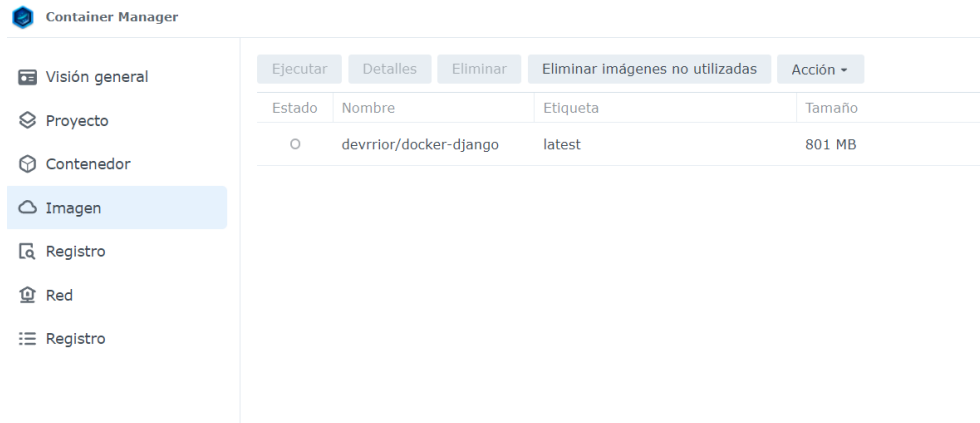 Container Manager
Visión general
Proyecto
Contenedor
Imagen
Registro
Red
Registro
Ejecutar Detalles Eliminar Eliminar imágenes no utilizadas Acción
Estado Nombre Etiqueta Tamaño
devrrior/docker-django latest 801 MB